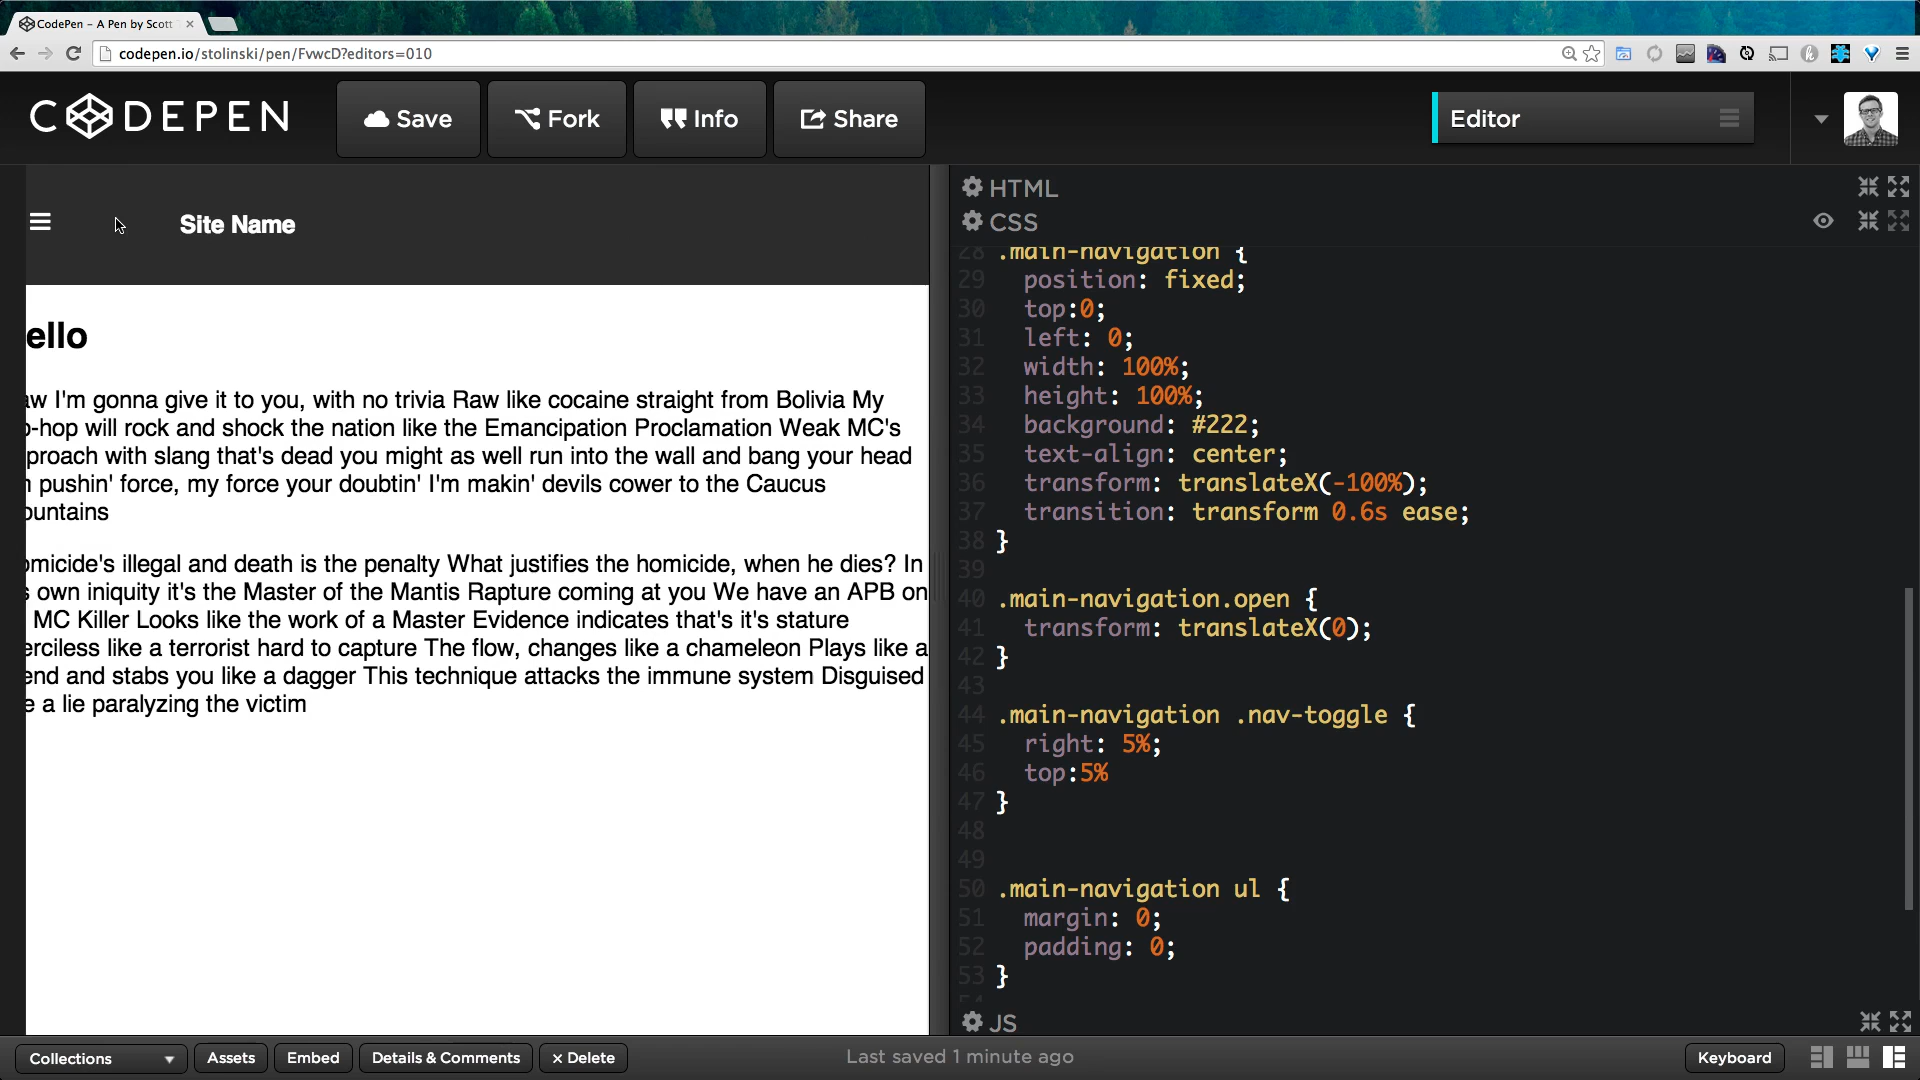 CodePen - A Pen by Scott
codepen.io/stolinski/pen/FvwcD?editors=010
CODEPEN
Save
Fork
Info
Share
Editor
Site Name
ello
aw I'm gonna give it to you, with no trivia Raw like cocaine straight from Bolivia My
p-hop will rock and shock the nation like the Emancipation Proclamation Weak MC's
proach with slang that's dead you might as well run into the wall and bang your head
n pushin' force, my force your doubtin' I'm makin' devils cower to the Caucus
ountains
omicide's illegal and death is the penalty What justifies the homicide, when he dies? In
s own iniquity it's the Master of the Mantis Rapture coming at you We have an APB on
MC Killer Looks like the work of a Master Evidence indicates that's it's stature
erciless like a terrorist hard to capture The flow, changes like a chameleon Plays like a
end and stabs you like a dagger This technique attacks the immune system Disguised
e a lie paralyzing the victim
HTML
CSS
28 .main-navigation {
29 position: fixed;
30 top:0;
31 left: 0;
32 width: 100%;
33 height: 100%;
34 background: #222;
35 text-align: center;
36 transform: translateX(-100%);
37 transition: transform 0.6s ease;
38 }
39
40 .main-navigation.open {
41 transform: translateX(0);
42 }
43
44 .main-navigation .nav-toggle {
45 right: 5%;
46 top:5%
47 }
48
49
50 .main-navigation ul {
51 margin: 0;
52 padding: 0;
53 }
JS
Collections
Assets
Embed
Details & Comments
x Delete
Last saved 1 minute ago
Keyboard